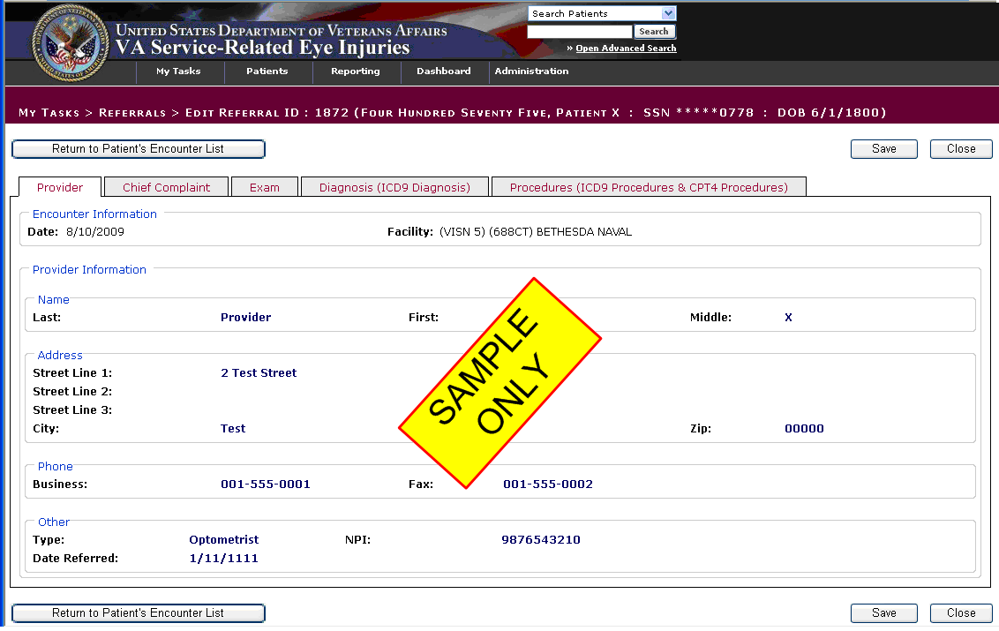 Search Patients
UNITED STATES DEPARTMENT OF VETERANS AFFAIRS
VA Service-Related Eye Injuries
Search
» Open Advanced Search
My Tasks Patients Reporting Dashboard Administration
MY TASKS > REFERRALS > EDIT REFERRAL ID : 1872 (FOUR HUNDRED SEVENTY FIVE, PATIENT X : SSN *****0778 : DOB 6/1/1800)
Return to Patient's Encounter List Save Close
Provider Chief Complaint Exam Diagnosis (ICD9 Diagnosis) Procedures (ICD9 Procedures & CPT4 Procedures)
Encounter Information
Date: 8/10/2009 Facility: (VISN 5) (688CT) BETHESDA NAVAL
Provider Information
Name
Last: Provider First: Middle: X
Address
Street Line 1: 2 Test Street
Street Line 2:
Street Line 3:
City: Test Zip: 00000
SAMPLE
ONLY
Phone
Business: 001-555-0001 Fax: 001-555-0002
Other
Type: Optometrist NPI: 9876543210
Date Referred: 1/11/1111
Return to Patient's Encounter List Save Close